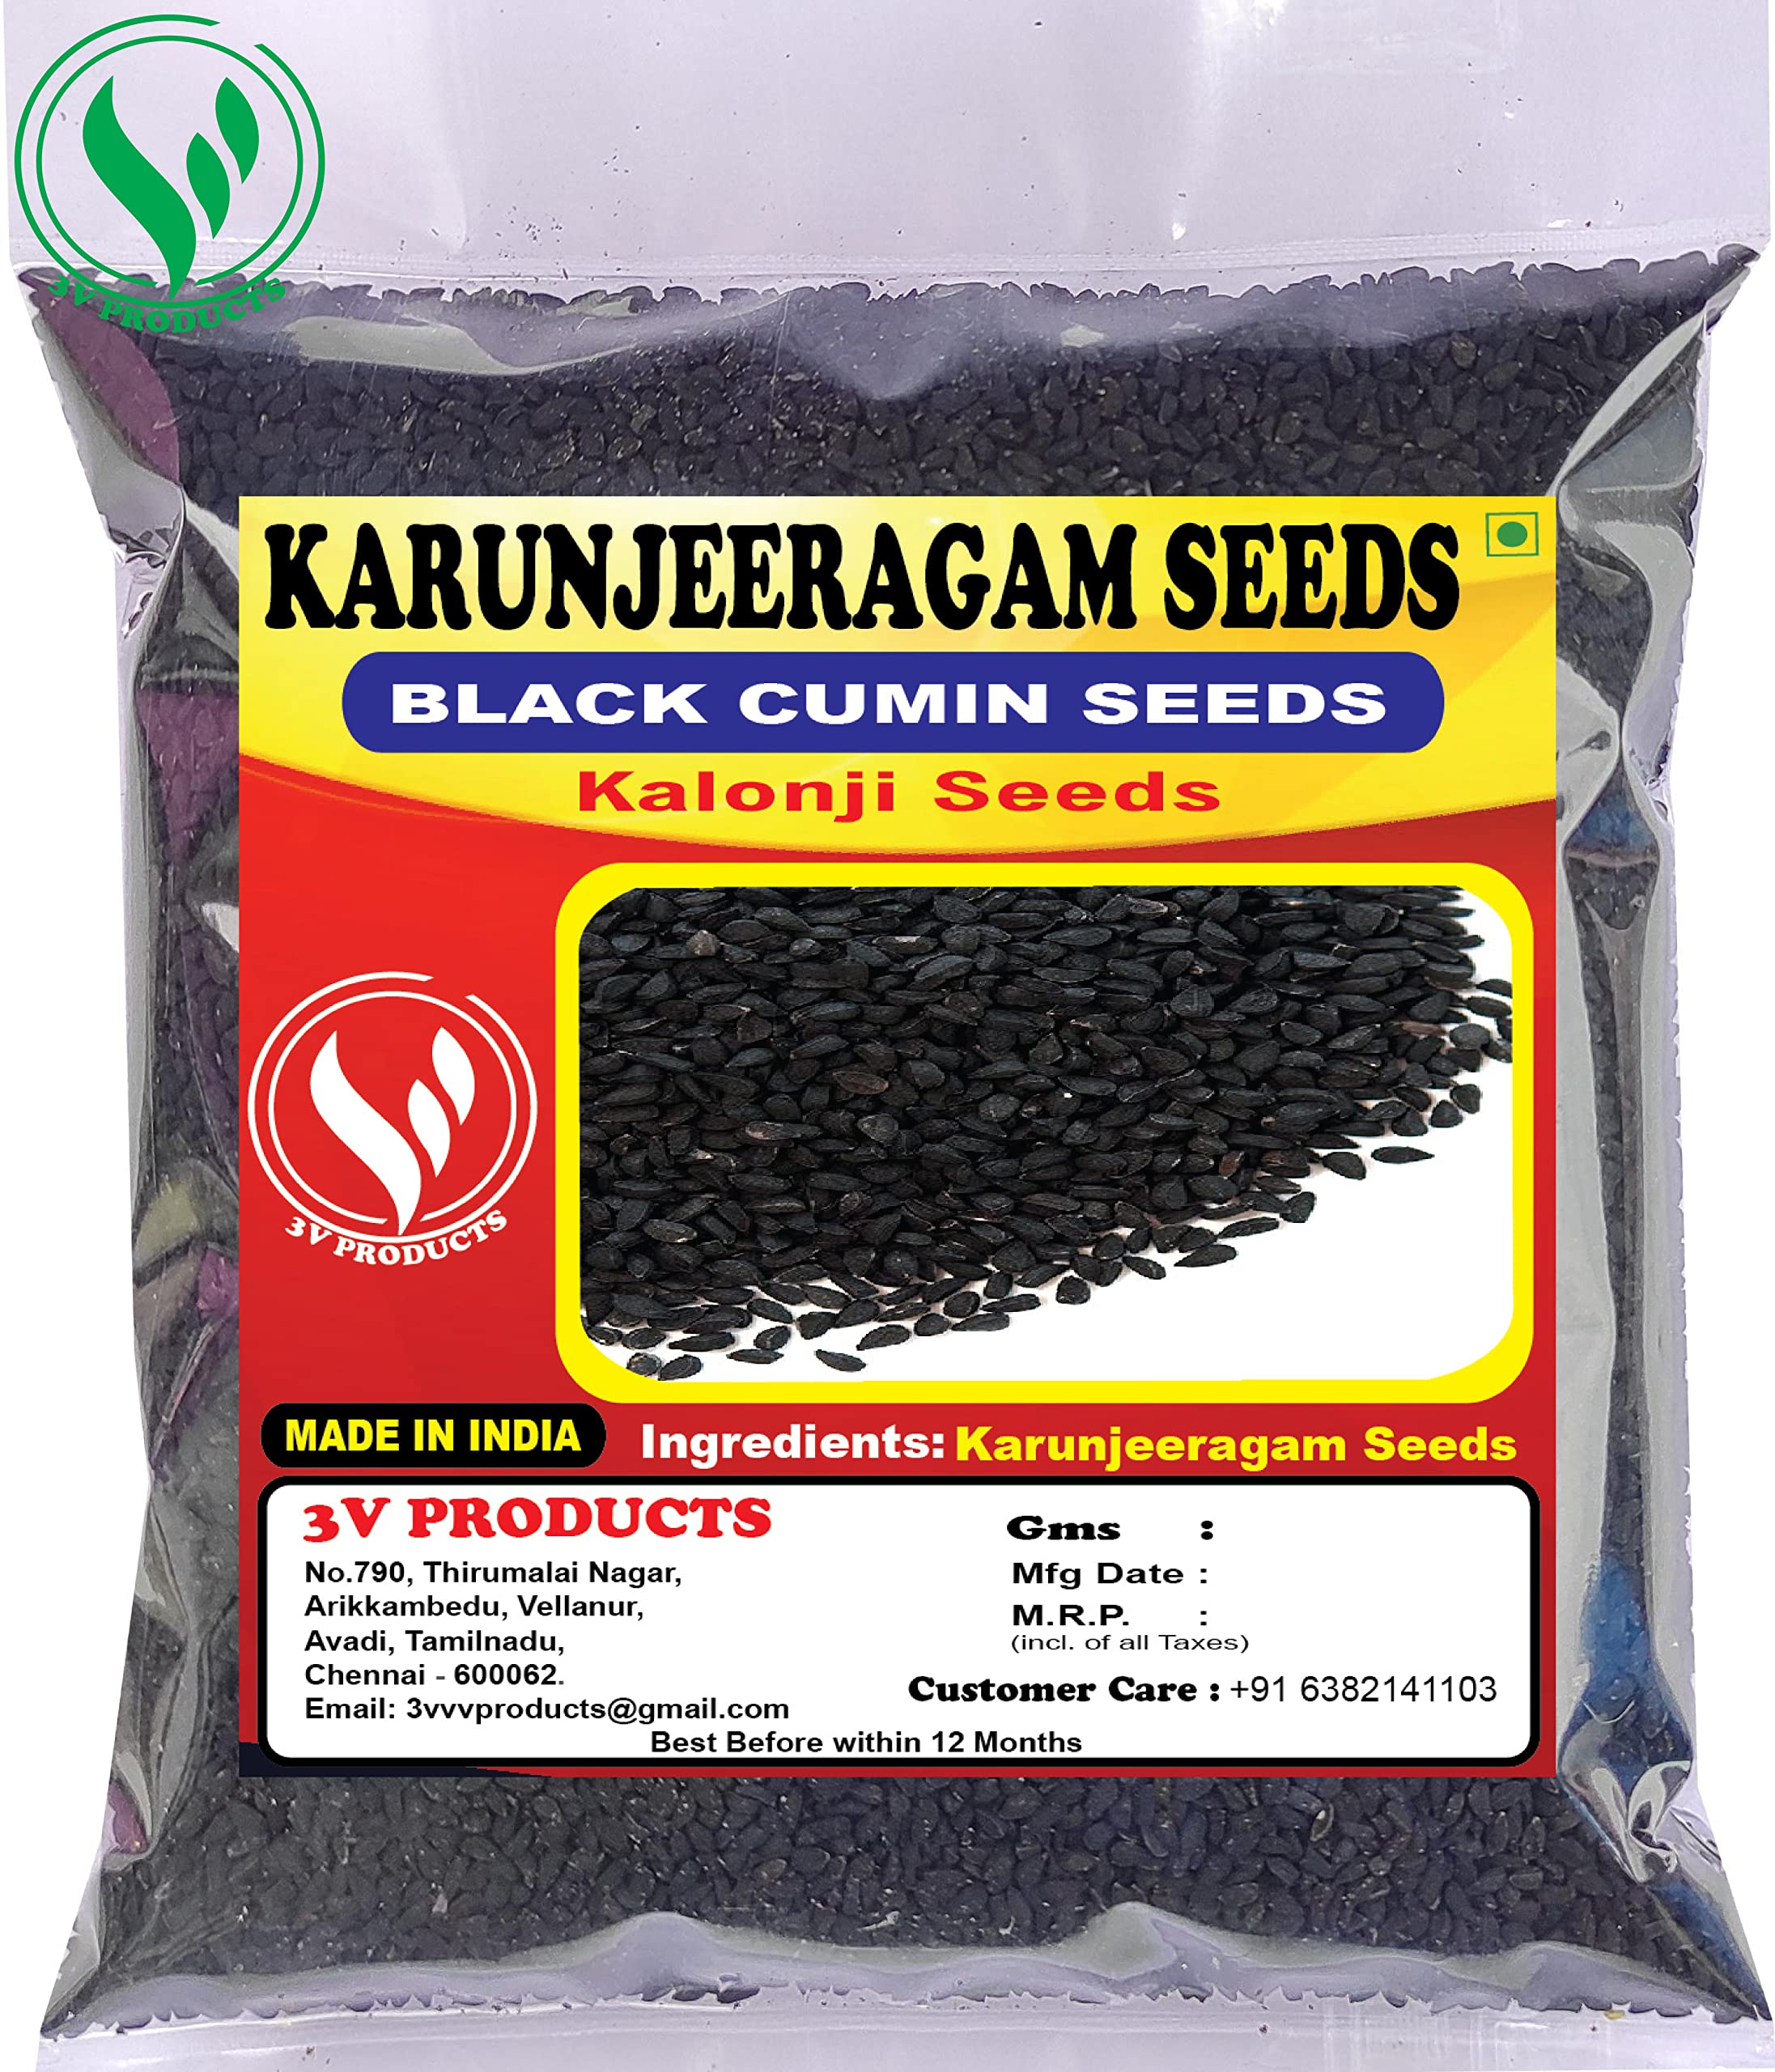 3V PRODUCTS
KARUNJEERAGAM SEEDS
BLACK CUMIN SEEDS
Kalonji Seeds
3V PRODUCTS
MADE IN INDIA
Ingredients: Karunjeeragam Seeds
3V PRODUCTS
No.790, Thirumalai Nagar,
Arikkambedu, Vellanur,
Avadi, Tamilnadu,
Chennai - 600062.
Email: 3vvvproducts@gmail.com
Gms :
Mfg Date :
M.R.P. :
(incl. of all Taxes)
Customer Care : +91 6382141103
Best Before within 12 Months